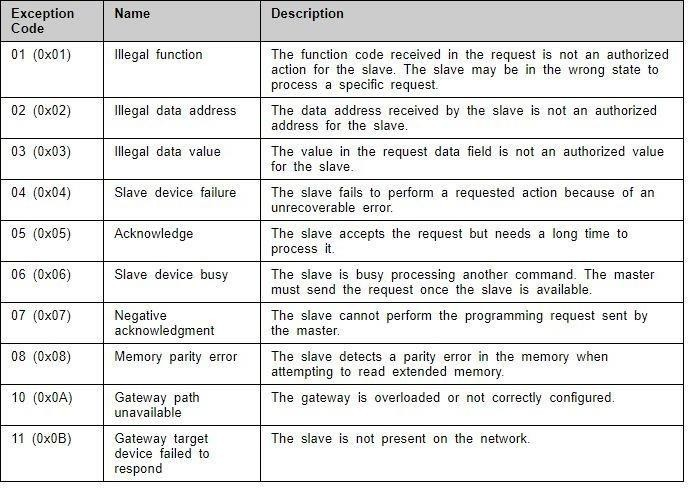 Exception Name Description
Code
01 (0x01) Illegal function The function code received in the request is not an authorized
action for the slave. The slave may be in the wrong state to
process a specific request.
02 (0x02) Illegal data address The data address received by the slave is not an authorized
address for the slave.
03 (0x03) Illegal data value The value in the request data field is not an authorized value
for the slave.
04 (0x04) Slave device failure The slave fails to perform a requested action because of an
unrecoverable error.
05 (0x05) Acknowledge The slave accepts the request but needs a long time to
process it.
06 (0x06) Slave device busy The slave is busy processing another command. The master
must send the request once the slave is available.
07 (0x07) Negative The slave cannot perform the programming request sent by
acknowledgment the master.
08 (0x08) Memory parity error The slave detects a parity error in the memory when
attempting to read extended memory.
10 (0x0A) Gateway path The gateway is overloaded or not correctly configured.
unavailable
11 (0x0B) Gateway target The slave is not present on the network.
device failed to
respond